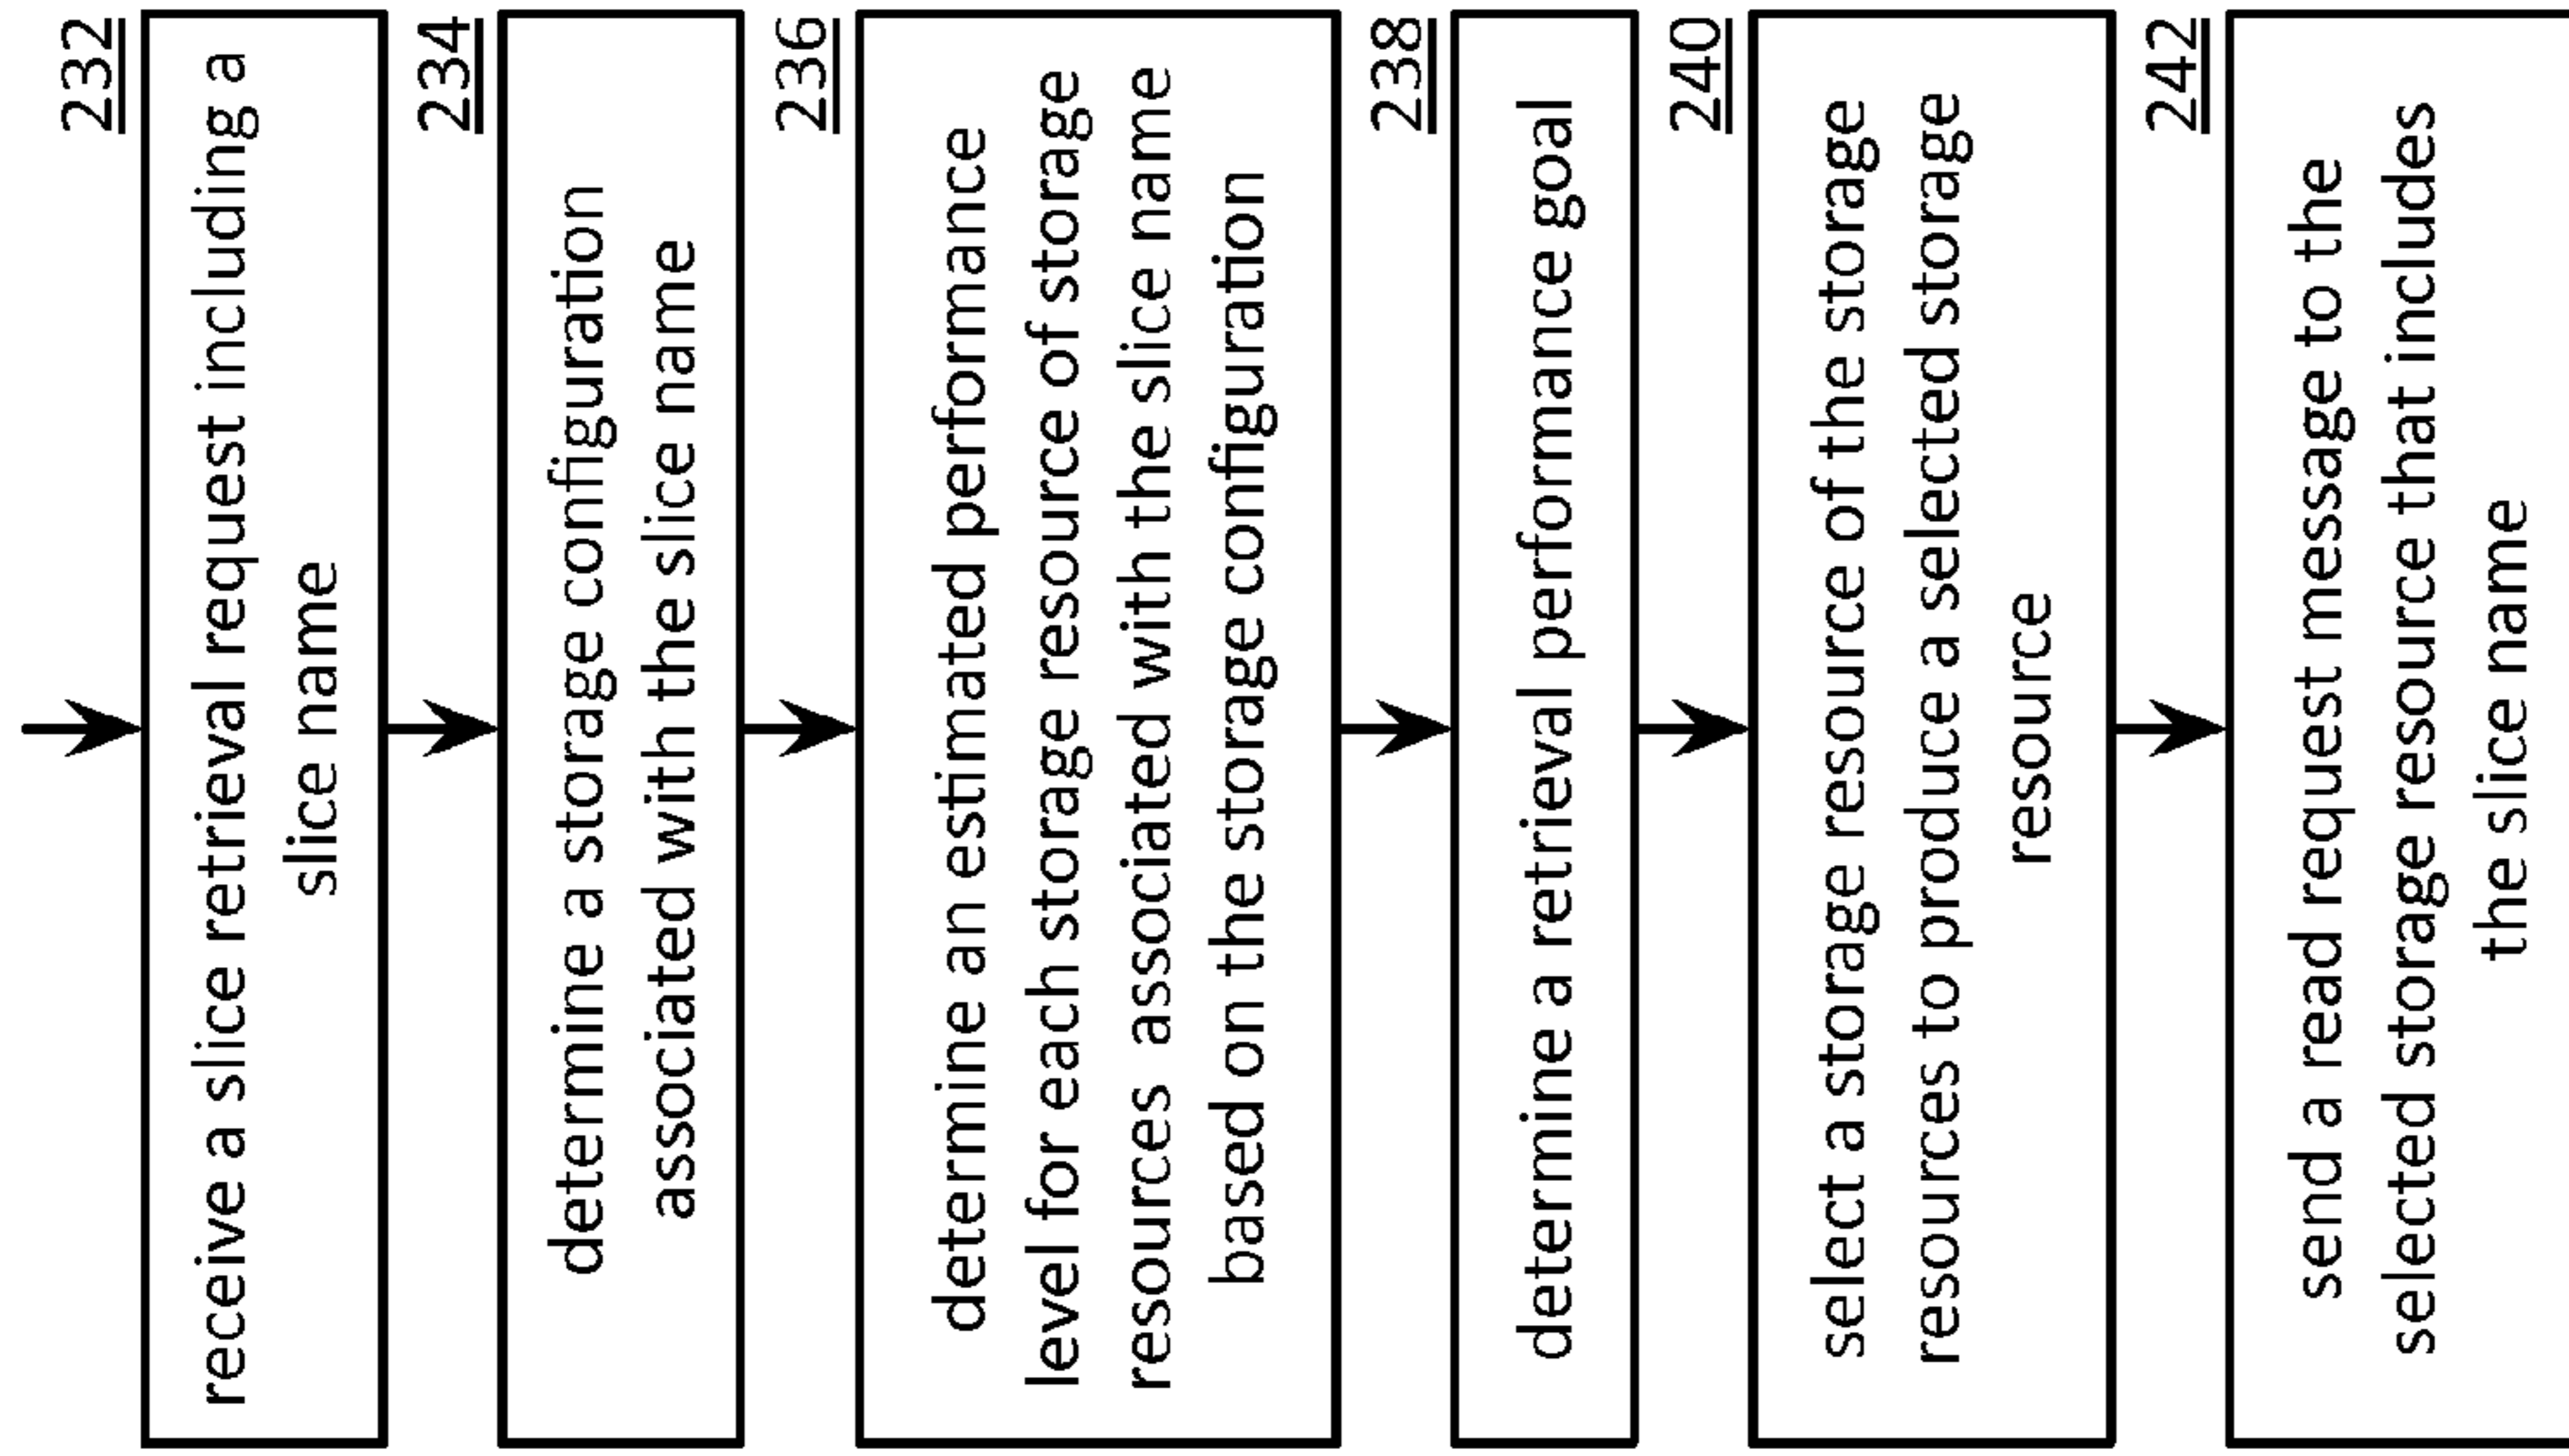 232
receive a slice retrieval request including a
slice name
234
determine a storage configuration
associated with the slice name
236
determine an estimated performance
level for each storage resource of storage
resources associated with the slice name
based on the storage configuration
238
determine a retrieval performance goal
240
select a storage resource of the storage
resources to produce a selected storage
resource
242
send a read request message to the
selected storage resource that includes
the slice name